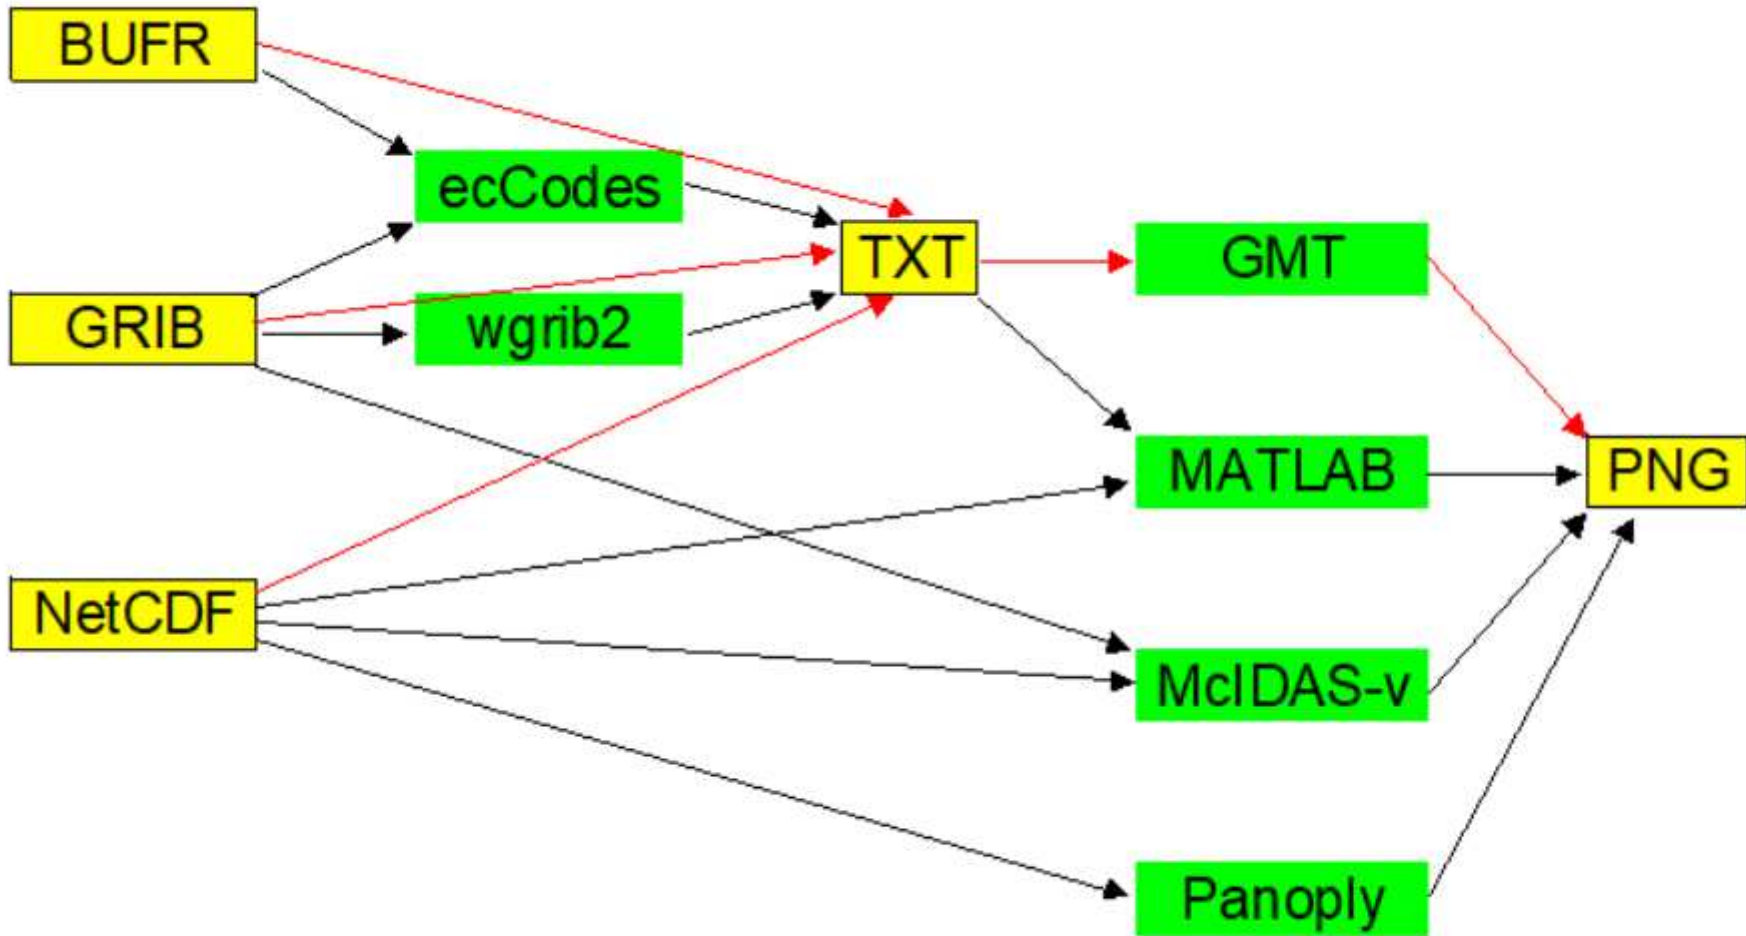 BUFR
ecCodes
TXT
GMT
GRIB
wgrib2
MATLAB
PNG
NetCDF
McIDAS-v
Panoply